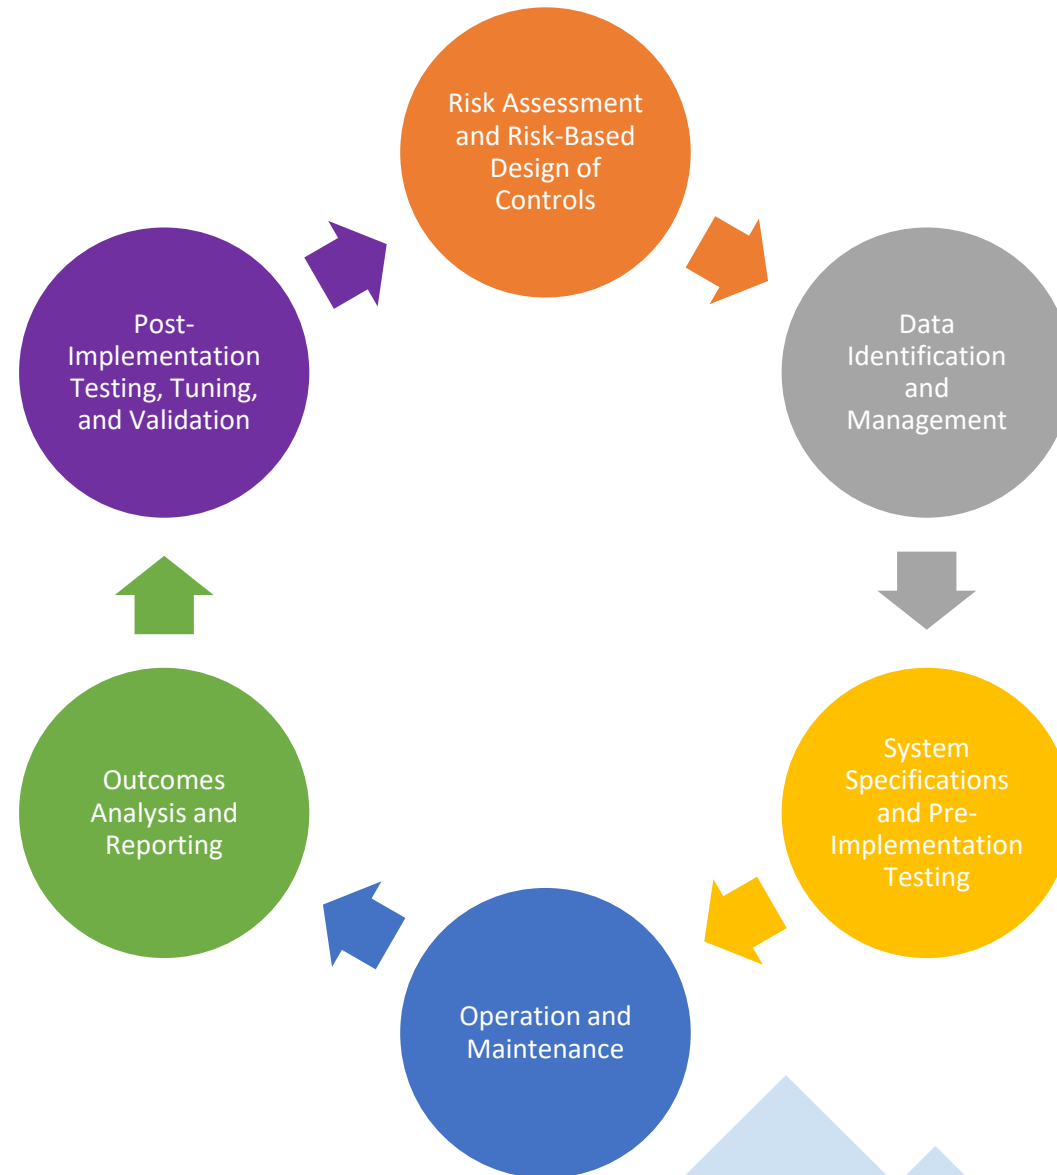 Risk Assessment
and Risk-Based
Design of
Controls
Data
Identification
and
Management
System
Specifications
and Pre-
Implementation
Testing
Operation and
Maintenance
Outcomes
Analysis and
Reporting
Post-
Implementation
Testing, Tuning,
and Validation